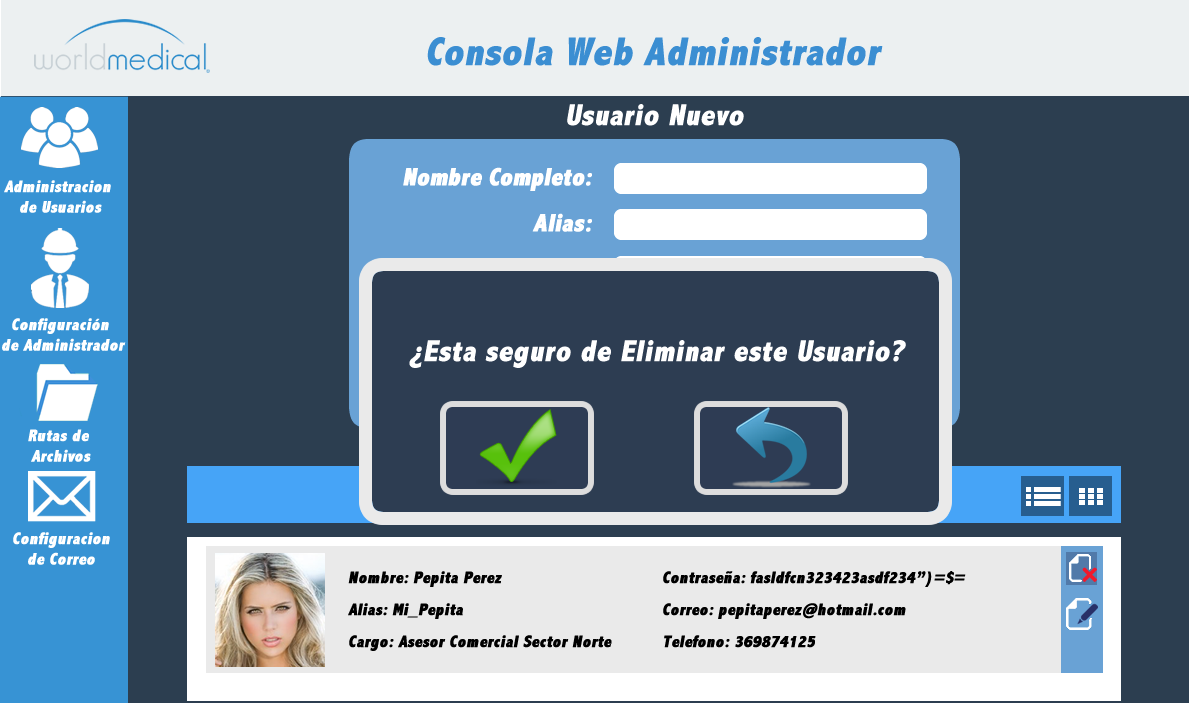 worldmedical
Consola Web Administrador
Administracion
de Usuarios
Configuración
de Administrador
Rutas de
Archivos
Configuracion
de Correo
Usuario Nuevo
Nombre Completo:
Alias:
¿Esta seguro de Eliminar este Usuario?
Nombre: Pepita Perez
Alias: Mi_Pepita
Cargo: Asesor Comercial Sector Norte
Contraseña: fasldfcn323423asdf234”)=$=
Correo: pepitaperez@hotmail.com
Telefono: 369874125